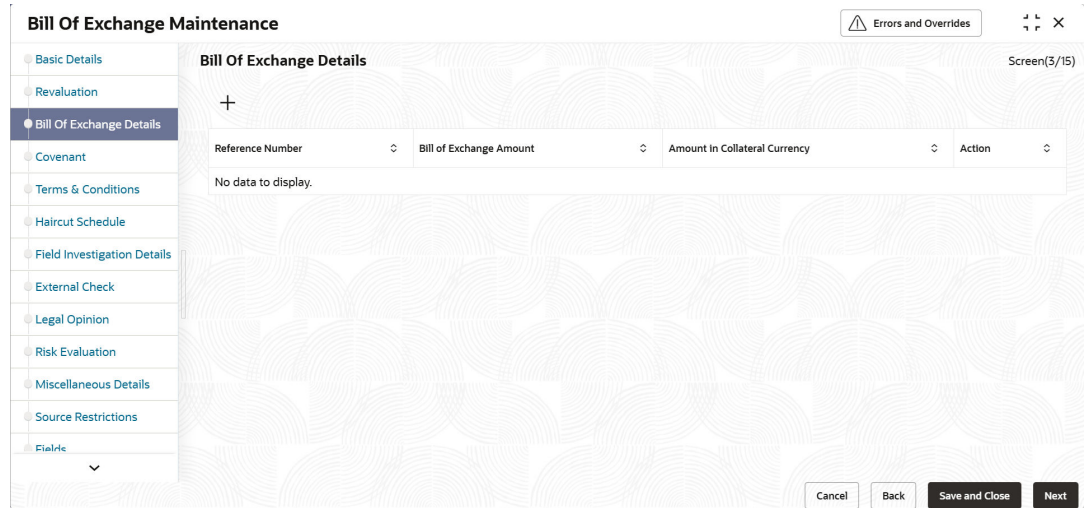 Bill Of Exchange Maintenance
Errors and Overrides
Basic Details
Revaluation
Bill Of Exchange Details
Covenant
Terms & Conditions
Haircut Schedule
Field Investigation Details
External Check
Legal Opinion
Risk Evaluation
Miscellaneous Details
Source Restrictions
Fields
Bill Of Exchange Details
Screen(3/15)
Reference Number
Bill of Exchange Amount
Amount in Collateral Currency
Action
No data to display.
Cancel
Back
Save and Close
Next